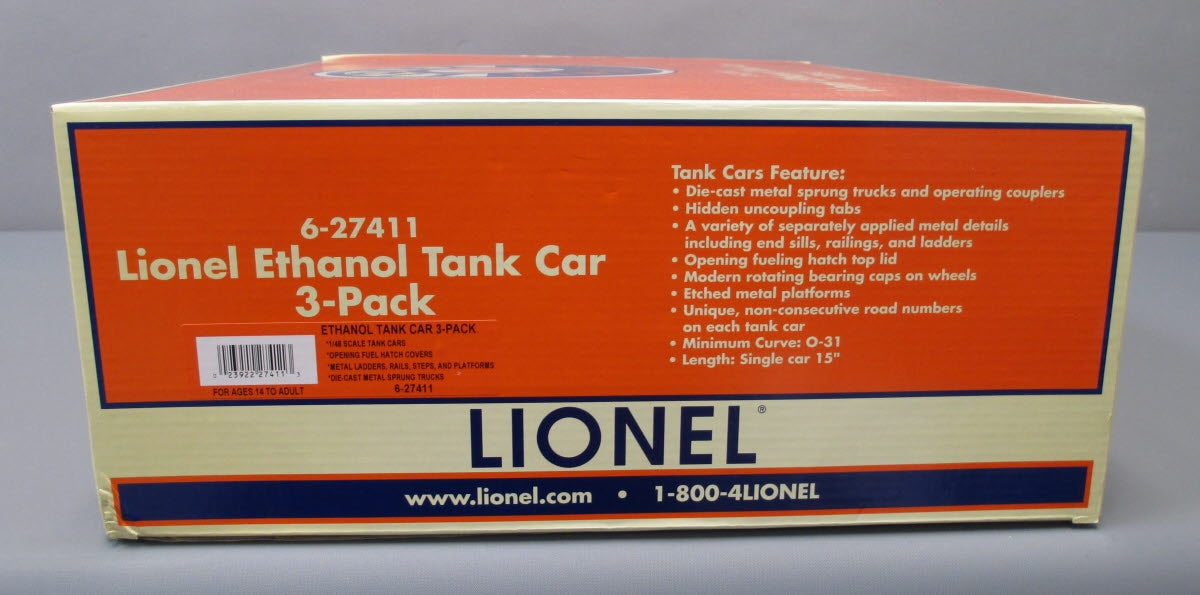 6-27411
Lionel Ethanol Tank Car
3-Pack
ETHANOL TANK CAR 3-PACK
*1/48 SCALE TANK CARS
*OPENING FUEL HATCH COVERS
*METAL LADDERS, RAILS, STEPS, AND PLATFORMS
*DIE-CAST METAL SPRUNG TRUCKS
0 23922 27411 3
FOR AGES 14 TO ADULT
6-27411
Tank Cars Feature:
• Die-cast metal sprung trucks and operating couplers
• Hidden uncoupling tabs
• A variety of separately applied metal details
including end sills, railings, and ladders
• Opening fueling hatch top lid
• Modern rotating bearing caps on wheels
• Etched metal platforms
• Unique, non-consecutive road numbers
on each tank car
• Minimum Curve: O-31
• Length: Single car 15"
LIONEL®
www.lionel.com • 1-800-4LIONEL